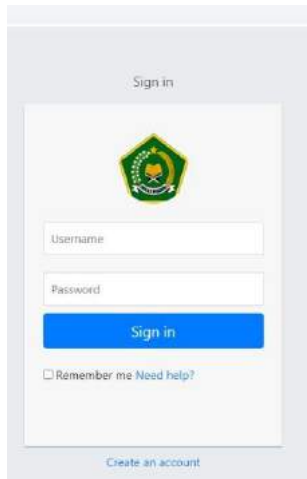 Sign in
Username
Password
Sign in
Remember me Need help?
Create an account